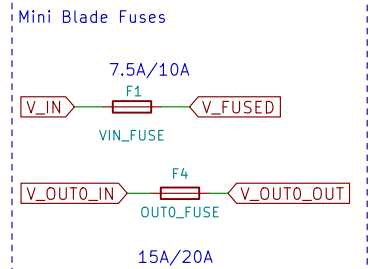 Mini Blade Fuses
7.5A/10A
F1
V_IN
V_FUSED
VIN_FUSE
F4
V_OUT0_IN
V_OUT0_OUT
OUT0_FUSE
15A/20A